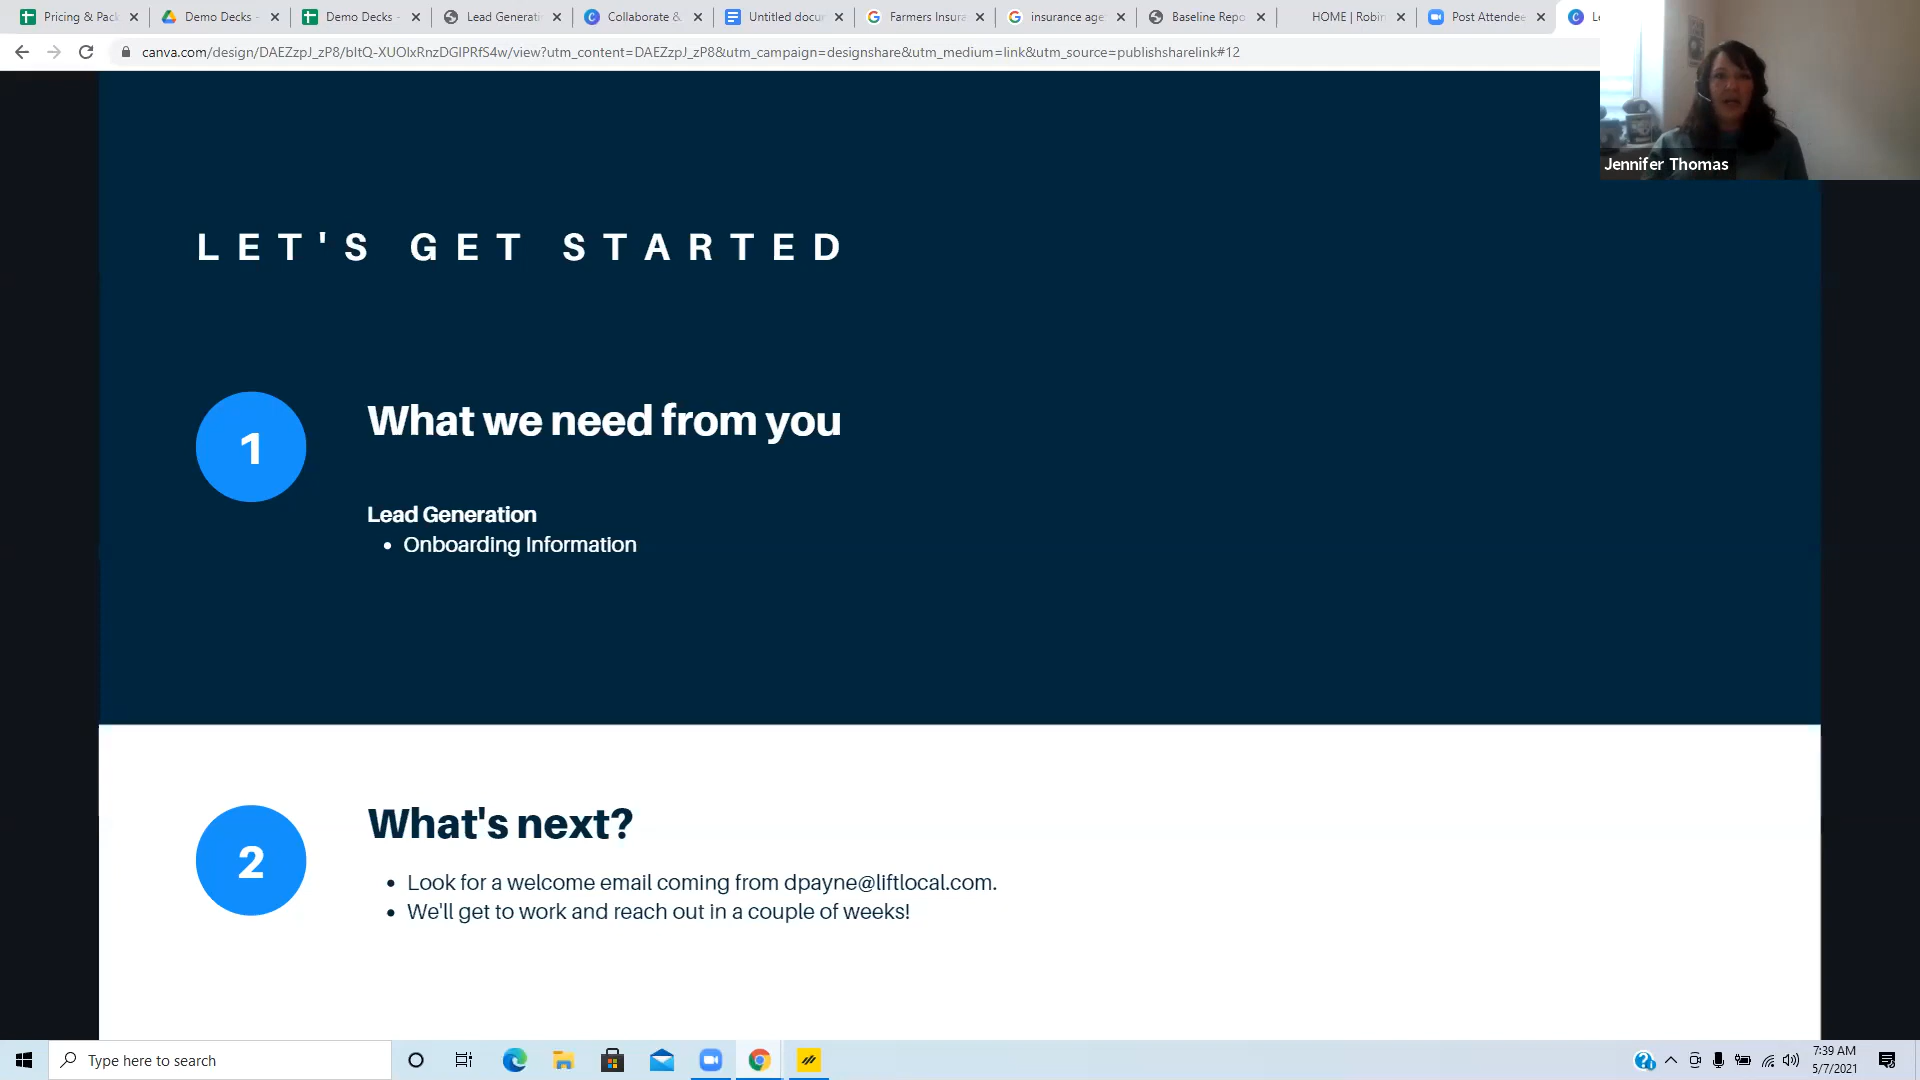 Pricing & Pack
Demo Decks -
Demo Decks -
Lead Generati
Collaborate &
Untitled docu
Farmers Insura
insurance age
Baseline Repo
HOME | Robin
Post Attendee
Le
canva.com/design/DAEZzpJ_zP8/bltQ-XUOlxRnzDGlPRfS4w/view?utm_content=DAEZzpJ_zP8&utm_campaign=designshare&utm_medium=link&utm_source=publishsharelink#12
Jennifer Thomas
LET'S GET STARTED
1
What we need from you
Lead Generation
• Onboarding Information
2
What's next?
• Look for a welcome email coming from dpayne@liftlocal.com.
• We'll get to work and reach out in a couple of weeks!
Type here to search
7:39 AM
5/7/2021